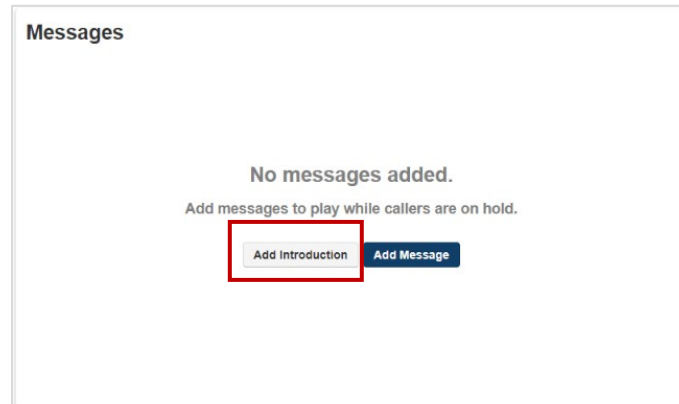 Messages
No messages added.
Add messages to play while callers are on hold.
Add Introduction Add Message